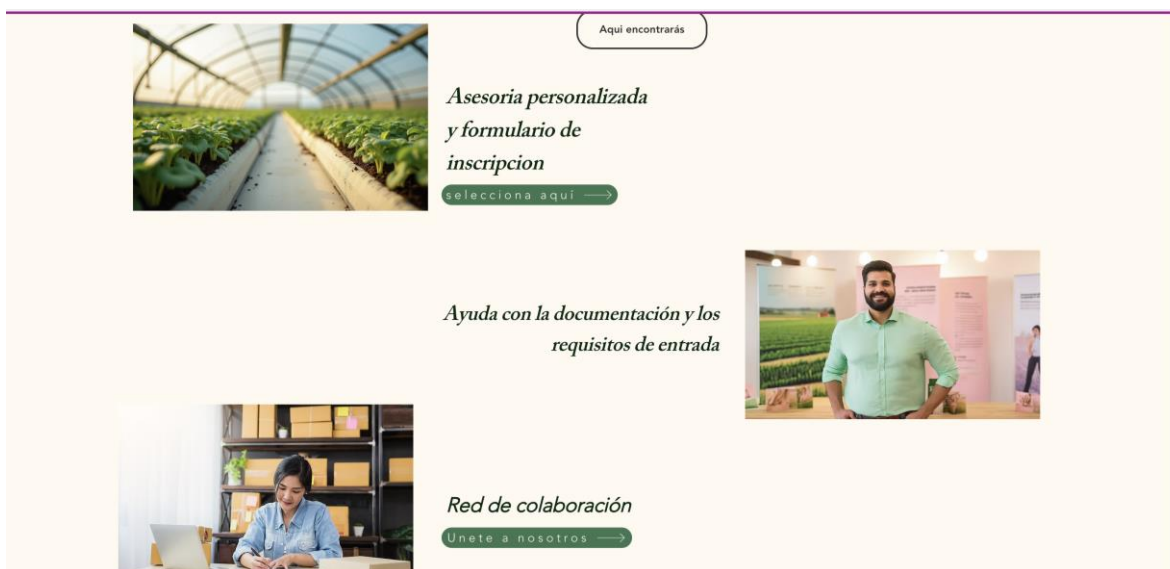 Aqui encontrarás
Asesoria personalizada
y formulario de
inscripcion
selecciona aquí
Ayuda con la documentación y los
requisitos de entrada
Red de colaboración
Unete a nosotros